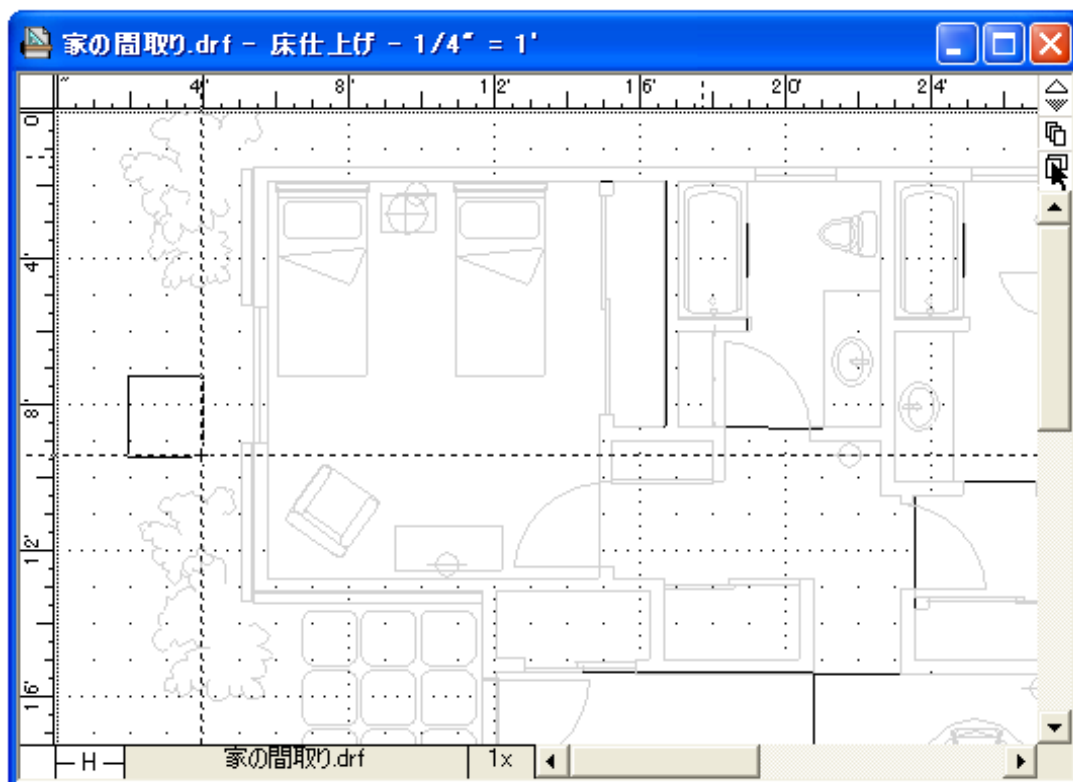 家の間取り.drf - 床仕上げ - 1/4" = 1'
" 4' 8' 12' 16' 20' 24'
0
4'
8'
12'
16'
H 家の間取り.drf 1x